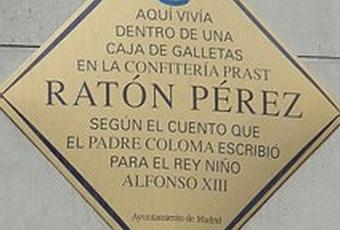 AQUÍ VIVÍA
DENTRO DE UNA
CAJA DE GALLETAS
EN LA CONFITERÍA PRAST
RATÓN PÉREZ
SEGÚN EL CUENTO QUE
EL PADRE COLOMA ESCRIBIÓ
PARA EL REY NIÑO
ALFONSO XIII
Ayuntamiento de Madrid